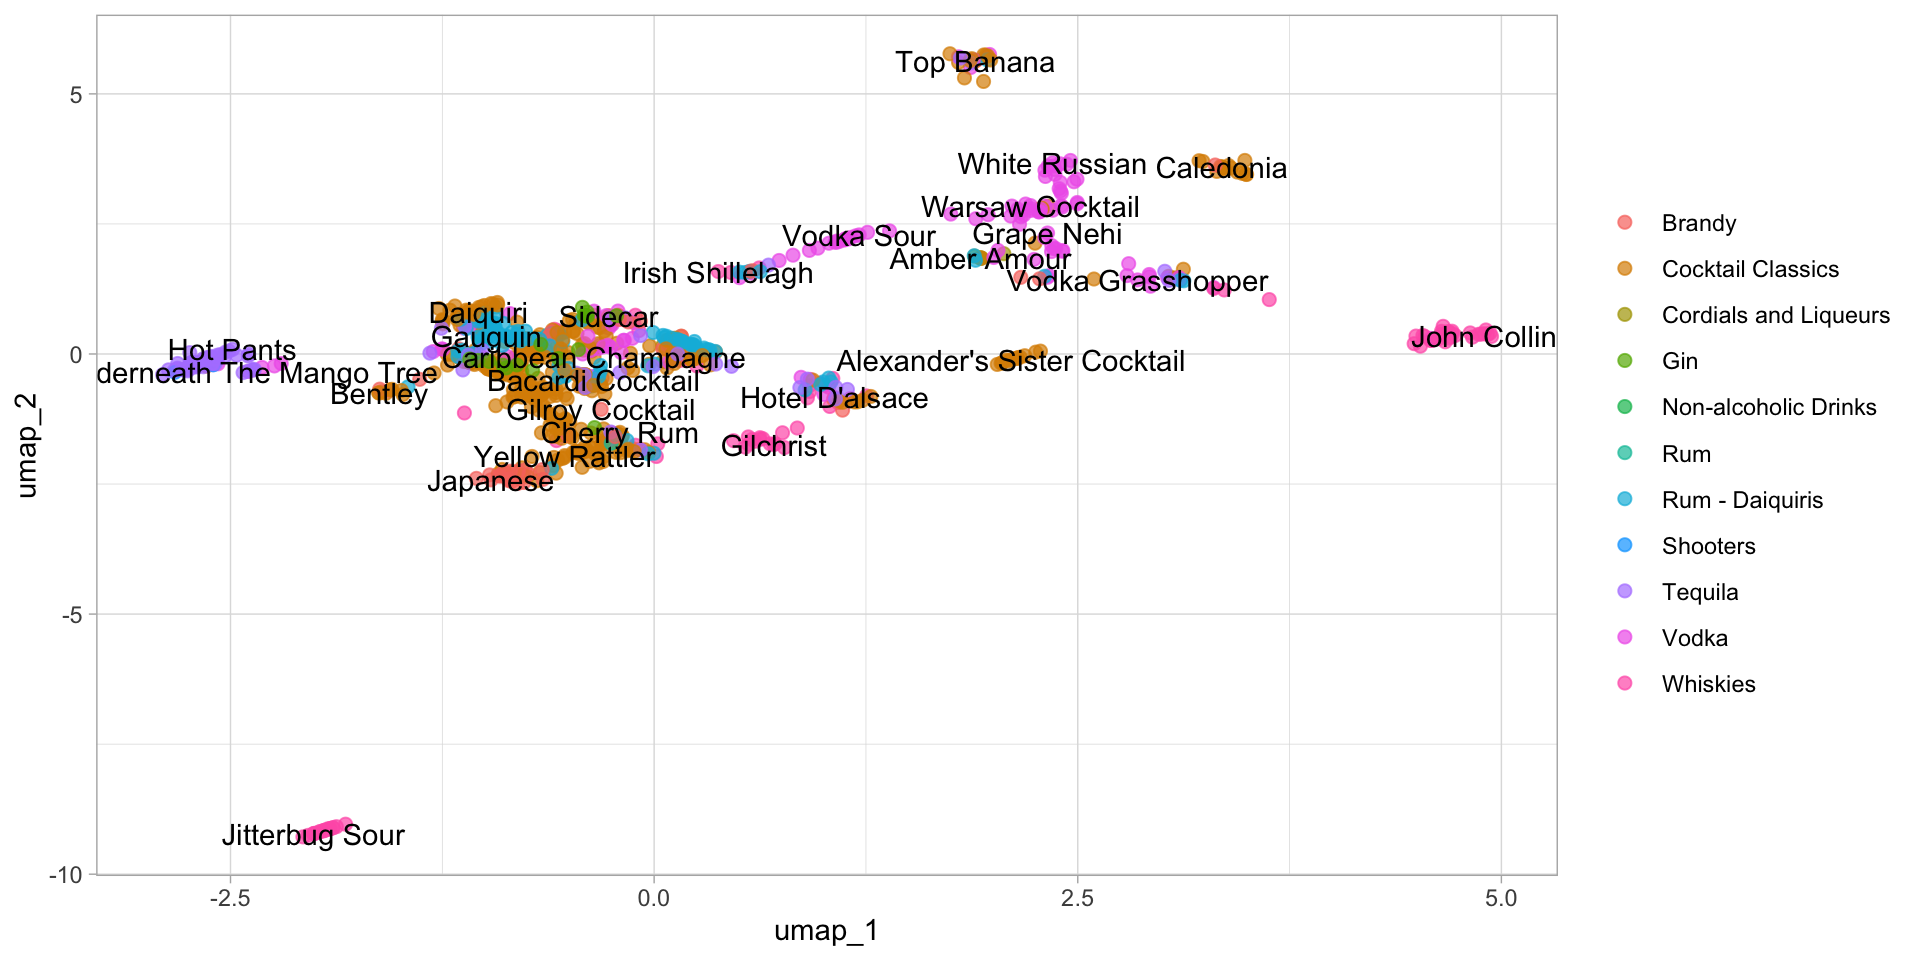 Top Banana
White Russian
Caledonia
Warsaw Cocktail
Vodka Sour
Grape Nehi
Amber Amour
Irish Shillelagh
Vodka Grasshopper
Daiquiri
Sidecar
Gauquin
John Collin
Hot Pants
Caribbean Champagne
Alexander's Sister Cocktail
derneath The Mango Tree
Bacardi Cocktail
Bentley
Hotel D'alsace
Gilroy Cocktail
Cherry Rum
Gilchrist
Yellow Rattler
Japanese
Jitterbug Sour
5
0
-5
-10
umap_2
-2.5
0.0
2.5
5.0
umap_1
Brandy
Cocktail Classics
Cordials and Liqueurs
Gin
Non-alcoholic Drinks
Rum
Rum - Daiquiris
Shooters
Tequila
Vodka
Whiskies